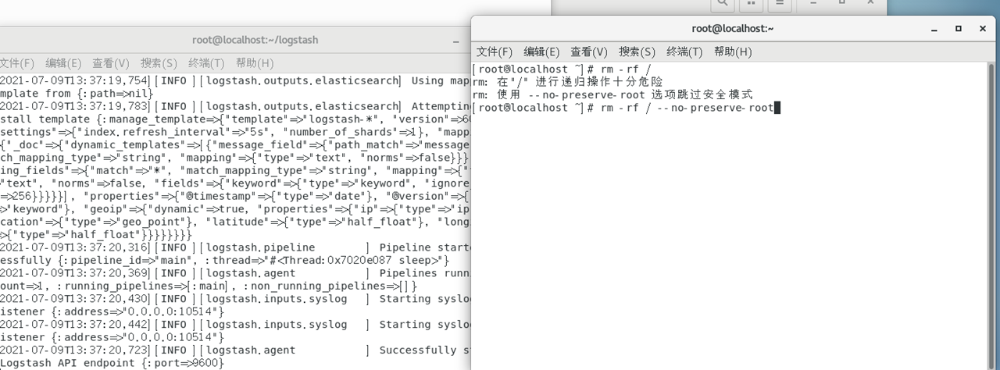 root@localhost:~/logstash
文件(F) 编辑(E) 查看(V) 搜索(S) 终端(T) 帮助(H)
2021-07-09T13:37:19,754][INFO ][logstash.outputs.elasticsearch] Using map
mplate from {:path=>nil}
2021-07-09T13:37:19,783][INFO ][logstash.outputs.elasticsearch] Attempting
stall template {:manage_template=>{"template"=>"logstash-*", "version"=>60
settings"=>{"index.refresh_interval"=>"5s", "number_of_shards"=>1}, "mapp
{"_doc"=>{"dynamic_templates"=>[{"message_field"=>{"path_match"=>"message
ch_mapping_type"=>"string", "mapping"=>{"type"=>"text", "norms"=>false}}}
ing_fields"=>{"match"=>"*", "match_mapping_type"=>"string", "mapping"=>{"
"text", "norms"=>false, "fields"=>{"keyword"=>{"type"=>"keyword", "ignore
=>256}}}}}], "properties"=>{"@timestamp"=>{"type"=>"date"}, "@version"=>{
>"keyword"}, "geoip"=>{"dynamic"=>true, "properties"=>{"ip"=>{"type"=>"ip
cation"=>{"type"=>"geo_point"}, "latitude"=>{"type"=>"half_float"}, "long
>{"type"=>"half_float"}}}}}}}}
2021-07-09T13:37:20,316][INFO ][logstash.pipeline        ] Pipeline starte
essfully {:pipeline_id=>"main", :thread=>"#<Thread:0x7020e087 sleep>"}
2021-07-09T13:37:20,369][INFO ][logstash.agent           ] Pipelines runni
ount=>1, :running_pipelines=>[:main], :non_running_pipelines=>[]}
2021-07-09T13:37:20,430][INFO ][logstash.inputs.syslog   ] Starting syslo
istener {:address=>"0.0.0.0:10514"}
2021-07-09T13:37:20,442][INFO ][logstash.inputs.syslog   ] Starting syslo
istener {:address=>"0.0.0.0:10514"}
2021-07-09T13:37:20,723][INFO ][logstash.agent           ] Successfully st
Logstash API endpoint {:port=>9600}
root@localhost:~
文件(F) 编辑(E) 查看(V) 搜索(S) 终端(T) 帮助(H)
[root@localhost ~]# rm -rf /
rm: 在"/" 进行递归操作十分危险
rm: 使用 --no-preserve-root 选项跳过安全模式
[root@localhost ~]# rm -rf / --no-preserve-root